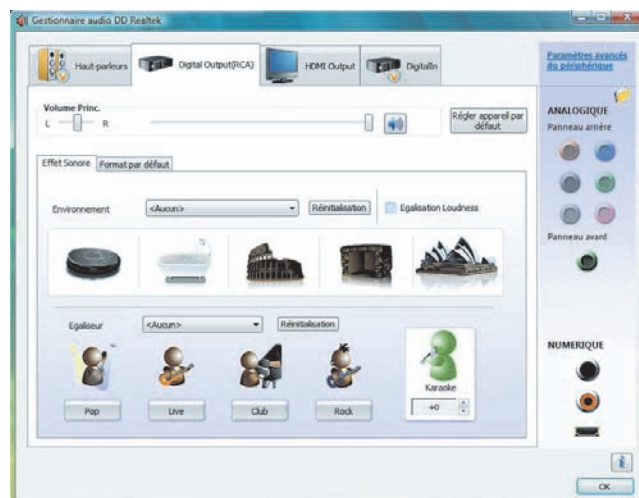 Gestionnaire audio DD Realtek
Haut-parleurs
Digital Output(RCA)
HDMI Output
DigitalIn
Paramètres avancés
du périphérique
Volume Princ.
L R
Régler appareil par
défaut
ANALOGIQUE
Panneau arrière
Effet Sonore
Format par défaut
Environnement
<Aucun>
Réinitialisation
Egalisation Loudness
Panneau avant
Egaliseur
<Aucun>
Réinitialisation
Karaoke
+0
Pop
Live
Club
Rock
NUMERIQUE
i
OK